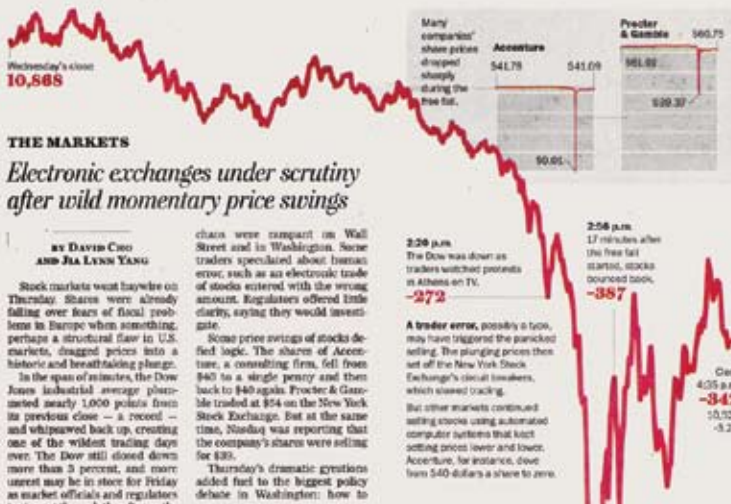 Wednesday's close
10,868
Many
companies'
share prices
dropped
sharply
during the
free fall.
Accenture
$41.78
$41.09
$0.01
Procter
& Gamble
$60.75
$39.37
THE MARKETS
Electronic exchanges under scrutiny
after wild momentary price swings
BY DAVID CHO
AND JIA LYNN YANG
Stock markets went haywire on
Thursday. Shares were already
falling over fears of fiscal prob-
lems in Europe when something,
perhaps a structural flaw in U.S.
markets, dragged prices into a
historic and breathtaking plunge.
In the span of minutes, the Dow
Jones industrial average plum-
meted nearly 1,000 points from
its previous close — a record —
and whipsawed back up, creating
one of the wildest trading days
ever. The Dow still closed down
more than 3 percent, and more
unrest may be in store for Friday
as market officials and regulators
chaos were rampant on Wall
Street and in Washington. Some
traders speculated about human
error, such as an electronic trade
of stocks entered with the wrong
amount. Regulators offered little
clarity, saying they would investi-
gate.
Some price swings of stocks de-
fied logic. The shares of Accen-
ture, a consulting firm, fell from
$40 to a single penny and then
back to $40 again. Procter & Gam-
ble traded at $54 on the New York
Stock Exchange. But at the same
time, Nasdaq was reporting that
the company's shares were selling
for $39.
Thursday's dramatic gyrations
added fuel to the biggest policy
debate in Washington: how to
2:20 p.m.
The Dow was down as
traders watched protests
in Athens on TV.
-272
A trader error, possibly a typo,
may have triggered the panicked
selling. The plunging prices then
set off the New York Stock
Exchange's circuit breakers,
which slowed trading.
But other markets continued
selling stocks using automated
computer systems that kept
setting prices lower and lower.
Accenture, for instance, dove
from $40 dollars a share to zero.
2:56 p.m.
17 minutes after
the free fall
started, stocks
bounced back.
-387
4:35 p.m.